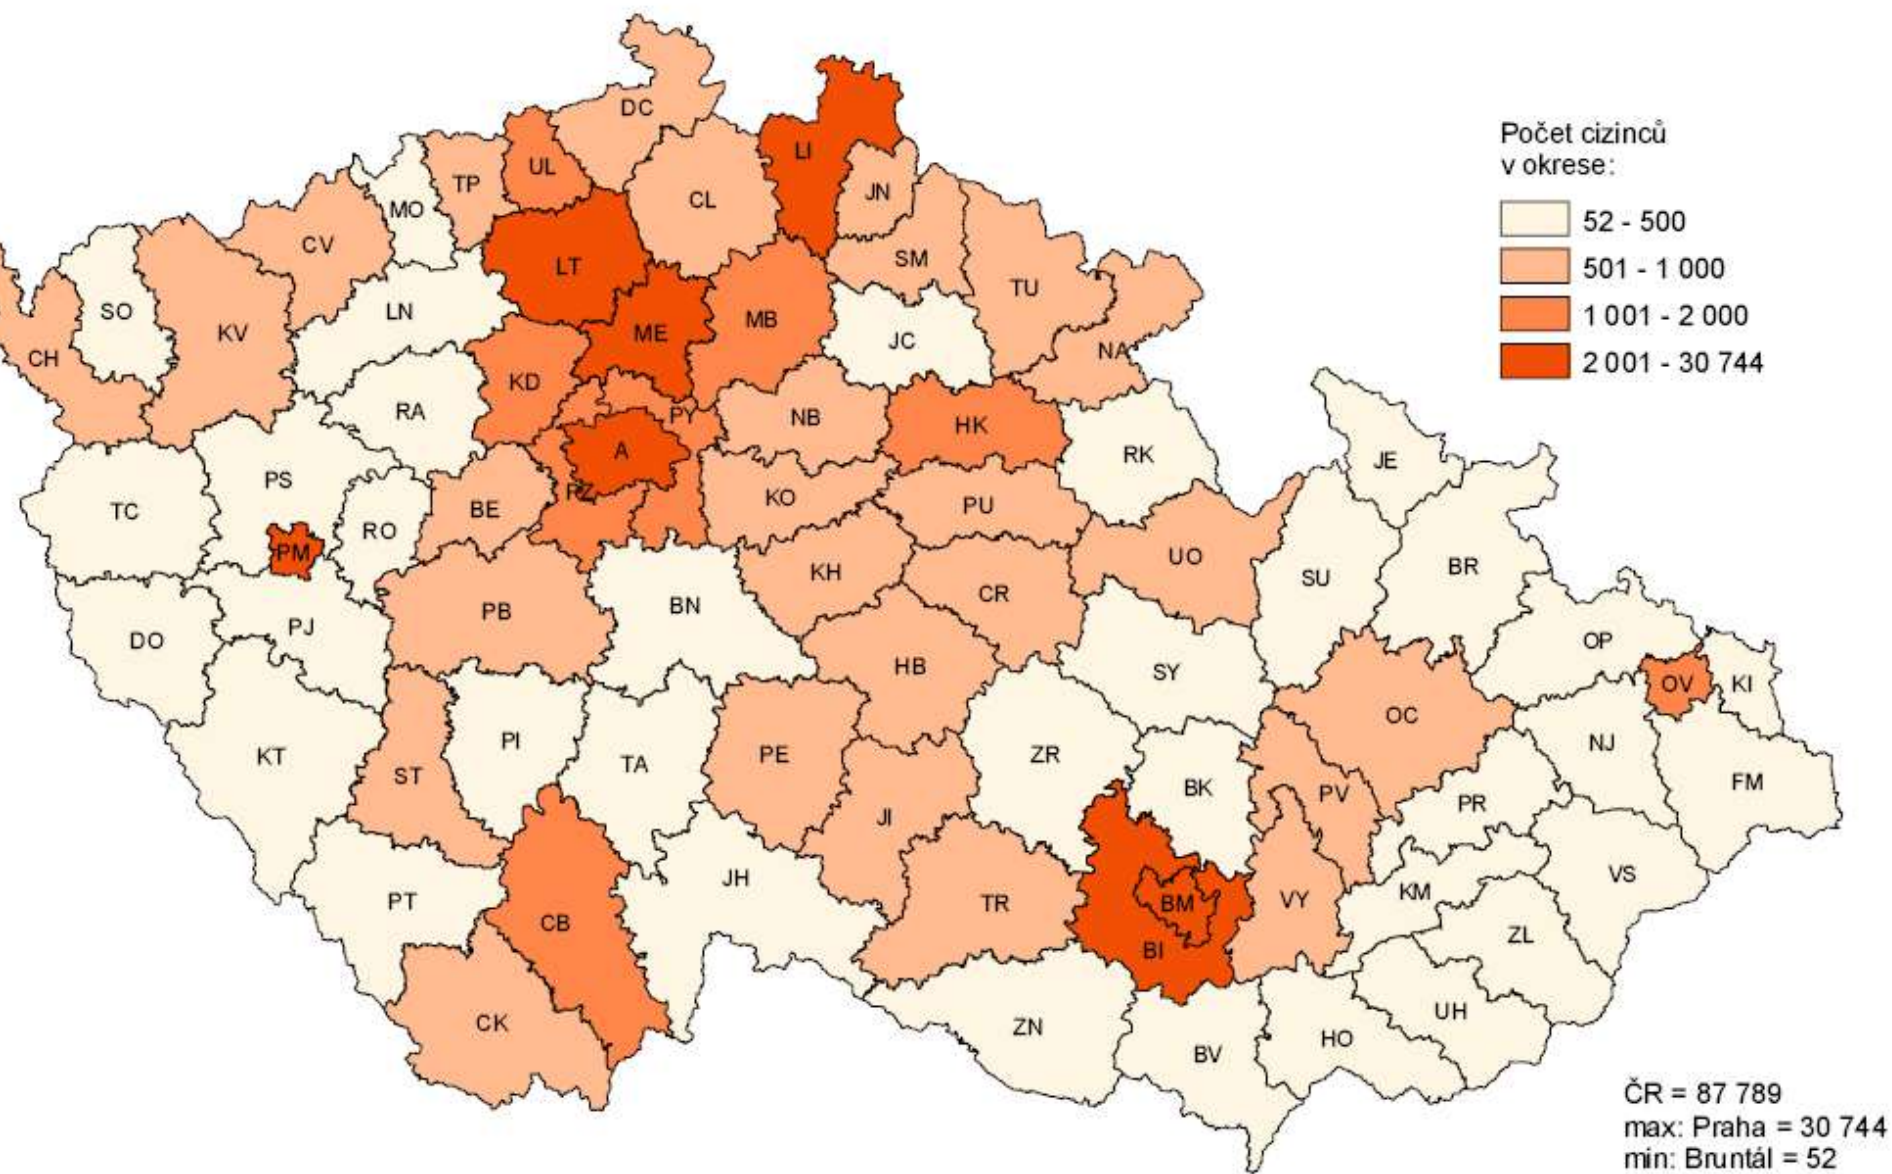 DC
LI
UL
TP
JN
CL
MO
CV
SM
LT
TU
SO
LN
MB
KV
ME
JC
NA
CH
KD
RA
PY
NB
HK
A
RK
JE
PS
PZ
KO
PU
TC
BE
RO
PM
UO
KH
BR
SU
CR
BN
PB
PJ
DO
OP
HB
SY
OV
KI
OC
PI
NJ
PE
ZR
KT
TA
ST
BK
FM
PV
PR
JI
VS
JH
KM
PT
TR
BM
VY
CB
ZL
BI
UH
CK
ZN
HO
BV
Počet cizinců
v okrese:
52 - 500
501 - 1 000
1 001 - 2 000
2 001 - 30 744
ČR = 87 789
max: Praha = 30 744
min: Bruntál = 52